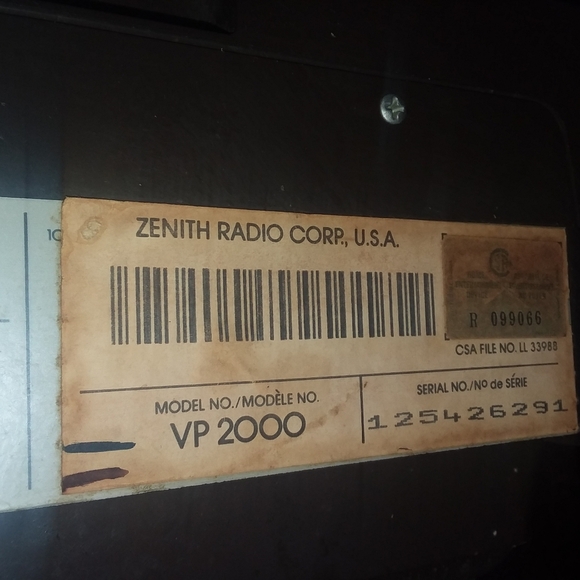 10
ZENITH RADIO CORP., U.S.A.
R 099066
CSA FILE NO. LL 33988
MODEL NO./MODÈLE NO.
VP 2000
SERIAL NO./Nº de SÉRIE
125426291